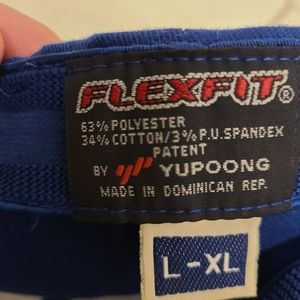 FLEXFIT®
63% POLYESTER
34% COTTON/3% P.U.SPANDEX
PATENT
BY YUPOONG
MADE IN DOMINICAN REP.
L-XL